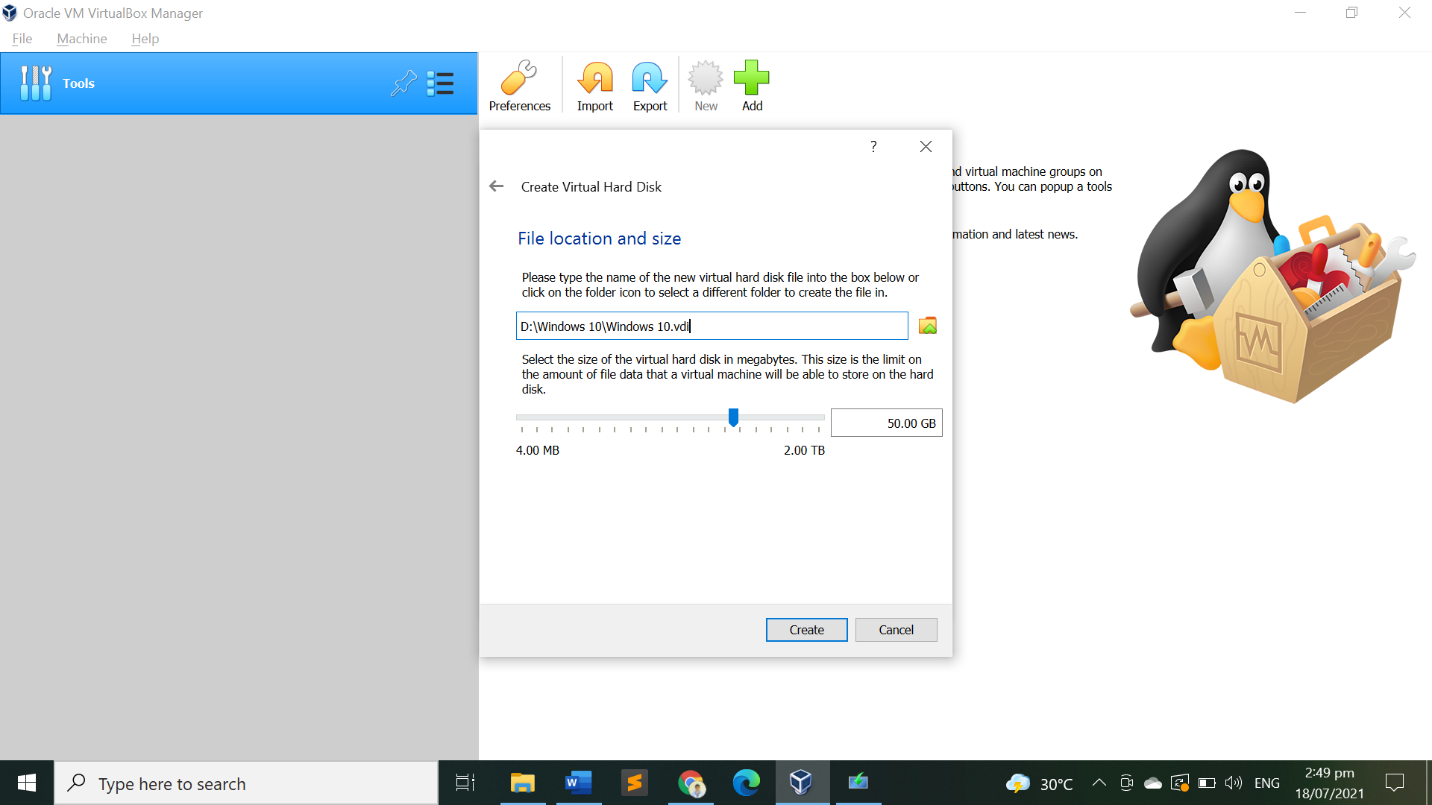 Oracle VM VirtualBox Manager
File Machine Help
Tools
Preferences Import Export New Add
?
Create Virtual Hard Disk
nd virtual machine groups on
uttons. You can popup a tools
mation and latest news.
File location and size
Please type the name of the new virtual hard disk file into the box below or
click on the folder icon to select a different folder to create the file in.
D:\Windows 10\Windows 10.vdi
Select the size of the virtual hard disk in megabytes. This size is the limit on
the amount of file data that a virtual machine will be able to store on the hard
disk.
50.00 GB
4.00 MB 2.00 TB
Create Cancel
Type here to search
30°C ENG
2:49 pm
18/07/2021